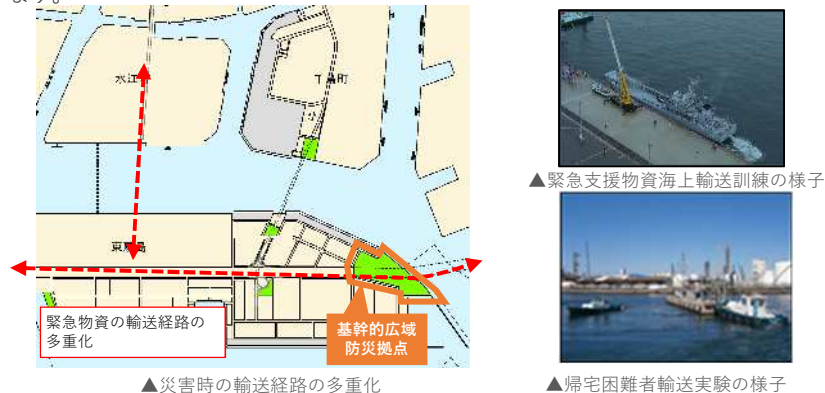 ます。
水江
千鳥町
東扇島
緊急物資の輸送経路の
多重化
基幹的広域
防災拠点
▲災害時の輸送経路の多重化
▲緊急支援物資海上輸送訓練の様子
▲帰宅困難者輸送実験の様子